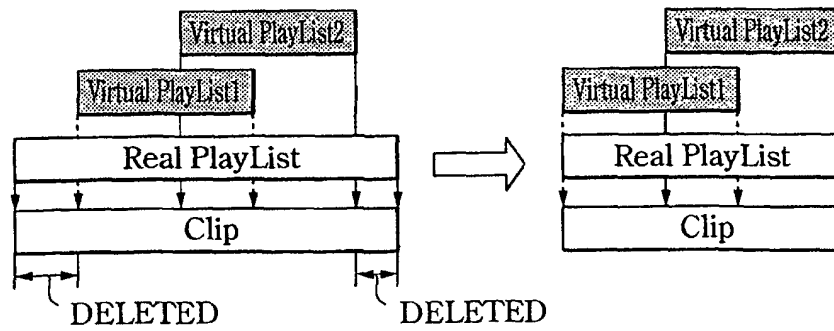 Virtual PlayList2
Virtual PlayList1
Real PlayList
Clip
DELETED
DELETED
Virtual PlayList2
Virtual PlayList1
Real PlayList
Clip